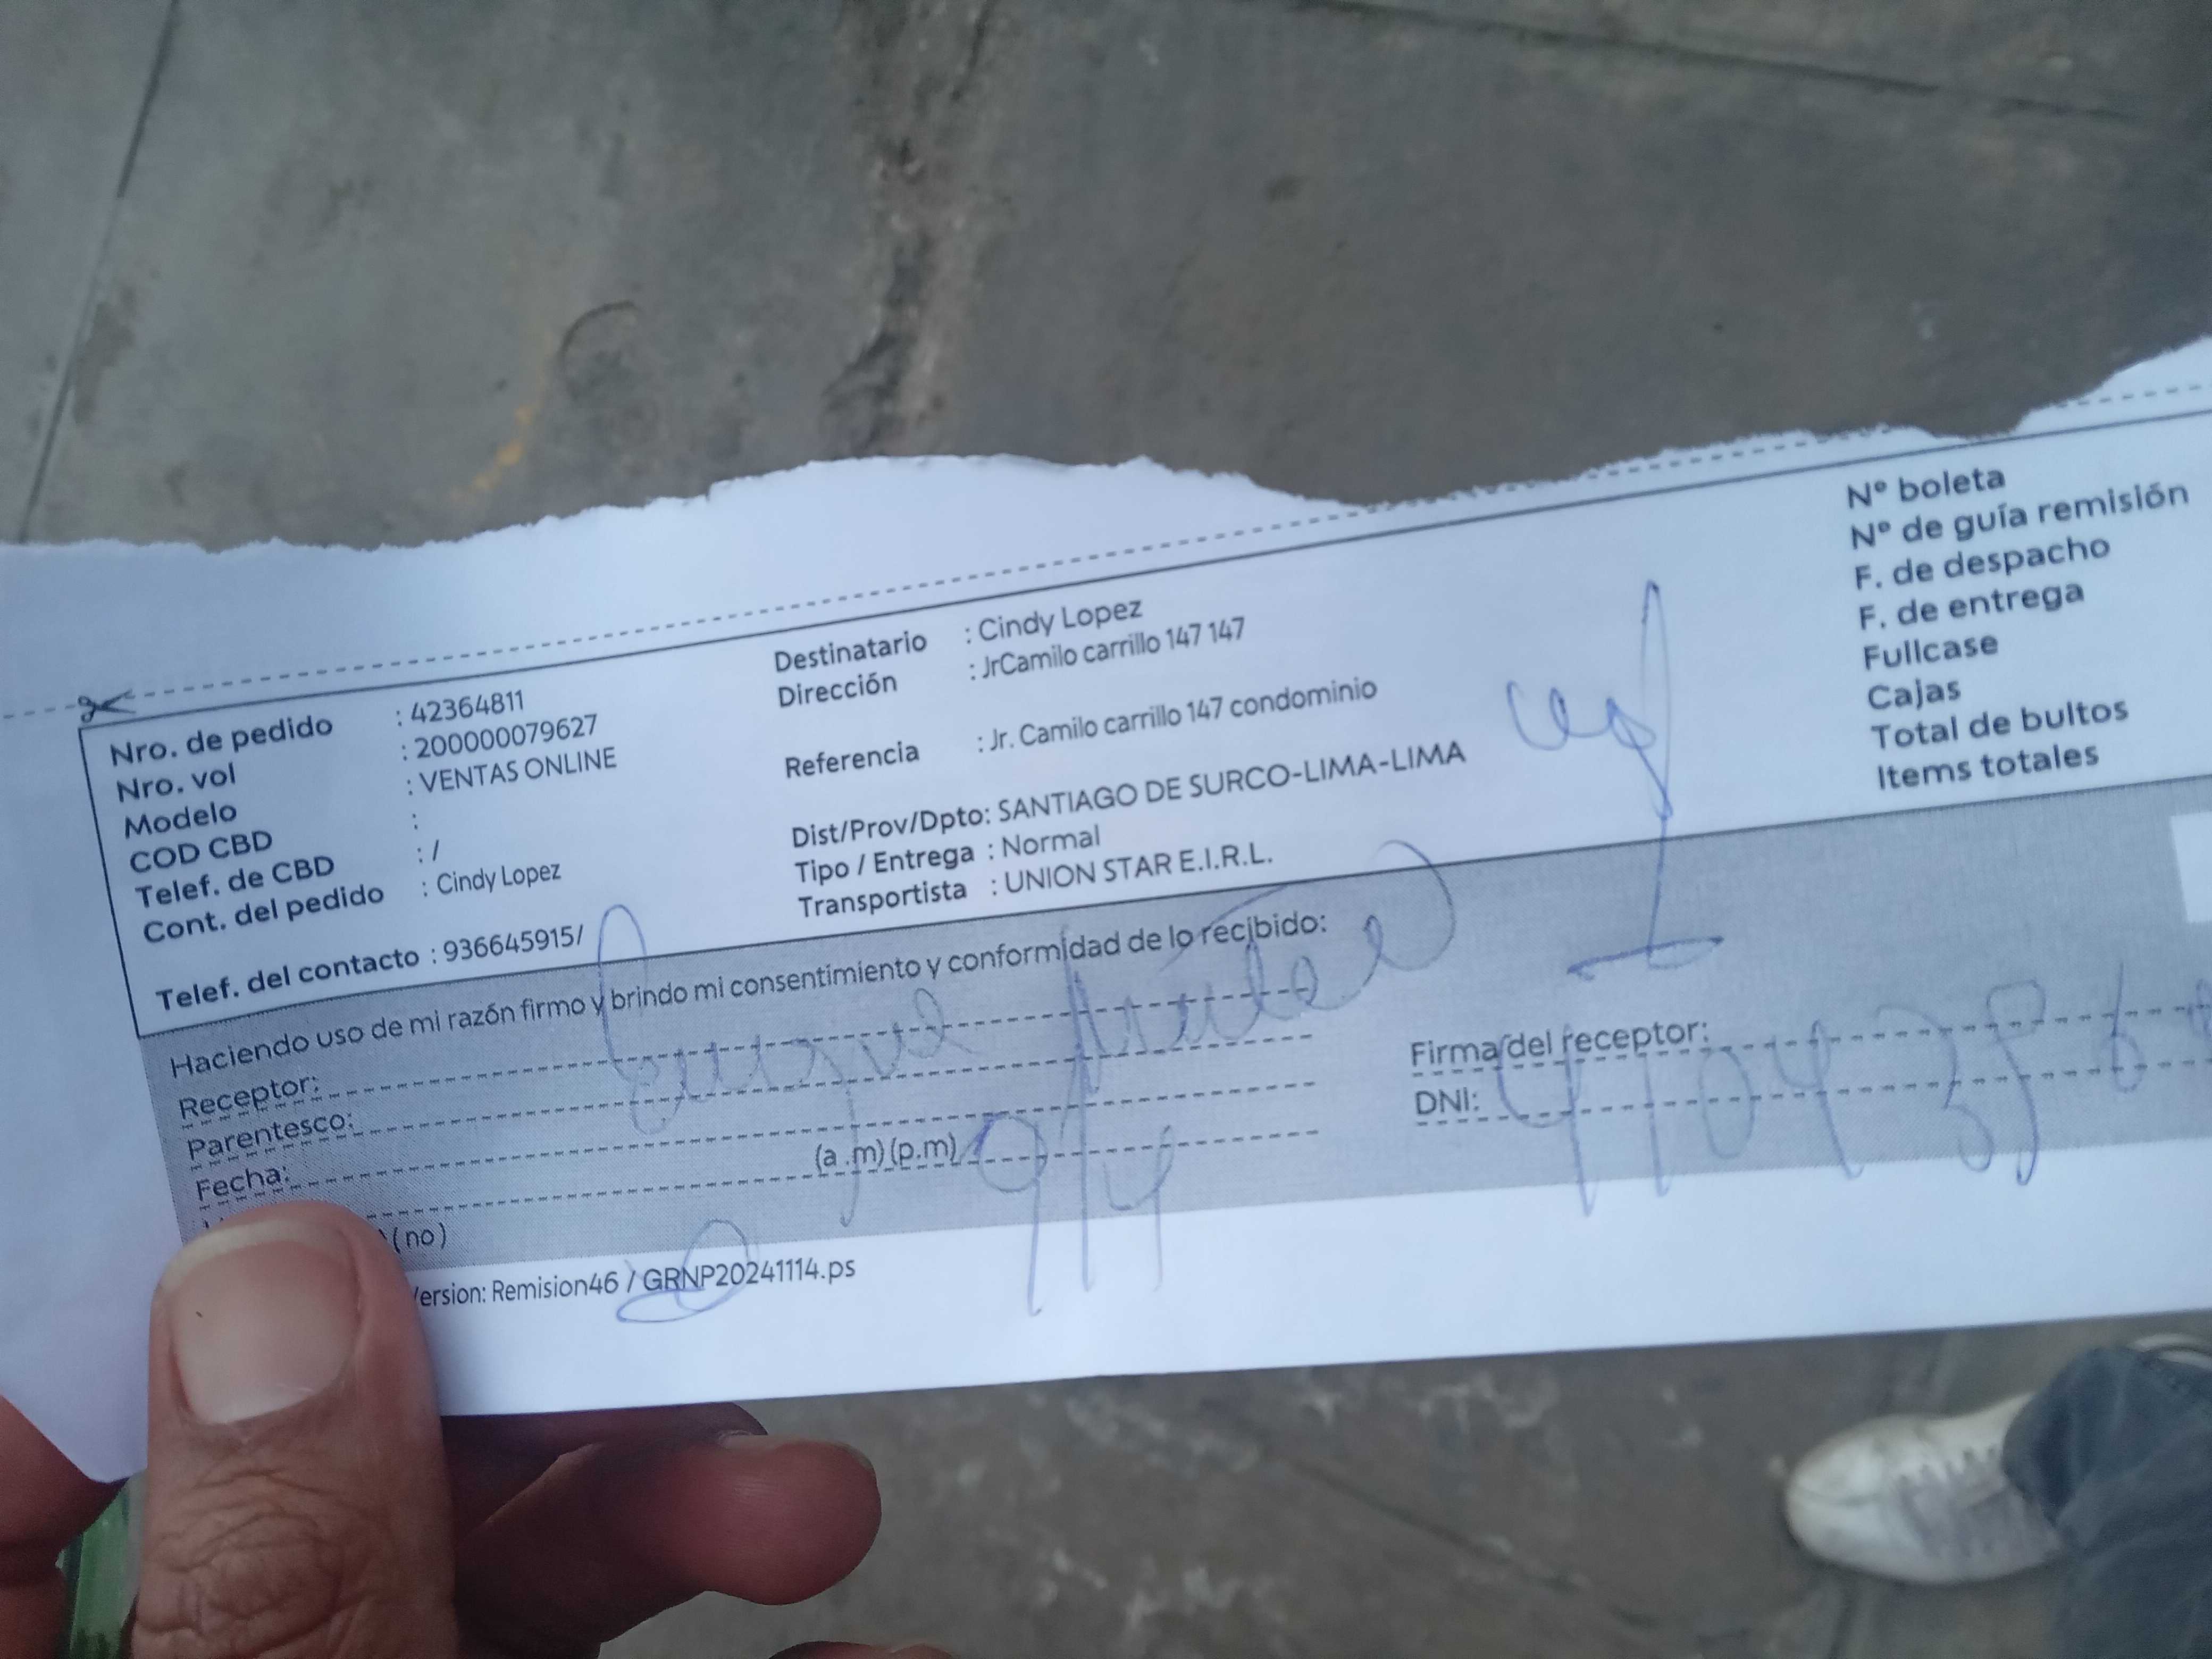 Nro. de pedido : 42364811
Nro. vol : 200000079627
Modelo : VENTAS ONLINE
COD CBD :
Telef. de CBD : /
Cont. del pedido : Cindy Lopez
Telef. del contacto : 936645915/
Destinatario : Cindy Lopez
Dirección : JrCamilo carrillo 147 147
Referencia : Jr. Camilo carrillo 147 condominio
Dist/Prov/Dpto: SANTIAGO DE SURCO-LIMA-LIMA
Tipo / Entrega : Normal
Transportista : UNION STAR E.I.R.L.
Nº boleta
Nº de guía remisión
F. de despacho
F. de entrega
Fullcase
Cajas
Total de bultos
Items totales
Haciendo uso de mi razón firmo y brindo mi consentimiento y conformidad de lo recibido:
Receptor:
Parentesco:
Fecha:
(a .m) (p.m)
(no)
Firma del receptor:
DNI:
ersion: Remision46 / GRNP20241114.ps